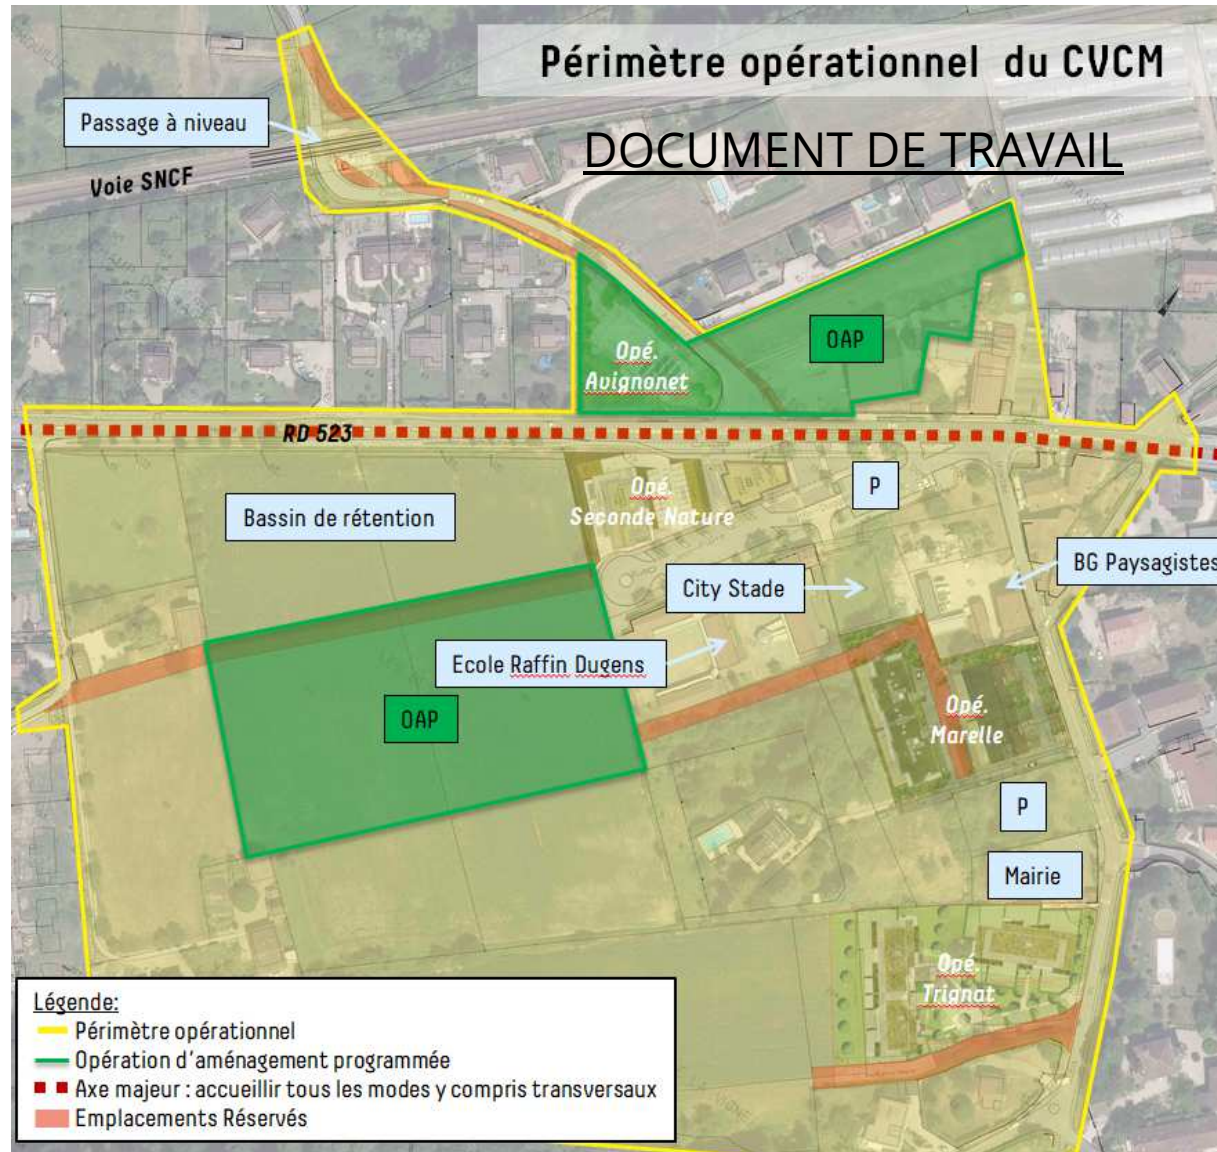 Périmètre opérationnel du CVCM
DOCUMENT DE TRAVAIL
Passage à niveau
Voie SNCF
OAP
Opé.
Avignonet
RD 523
Opé.
Seconde Nature
P
Bassin de rétention
BG Paysagistes
City Stade
Ecole Raffin Dugens
OAP
Opé.
Marelle
P
Mairie
Opé.
Trignat
Légende:
Périmètre opérationnel
Opération d'aménagement programmée
Axe majeur : accueillir tous les modes y compris transversaux
Emplacements Réservés